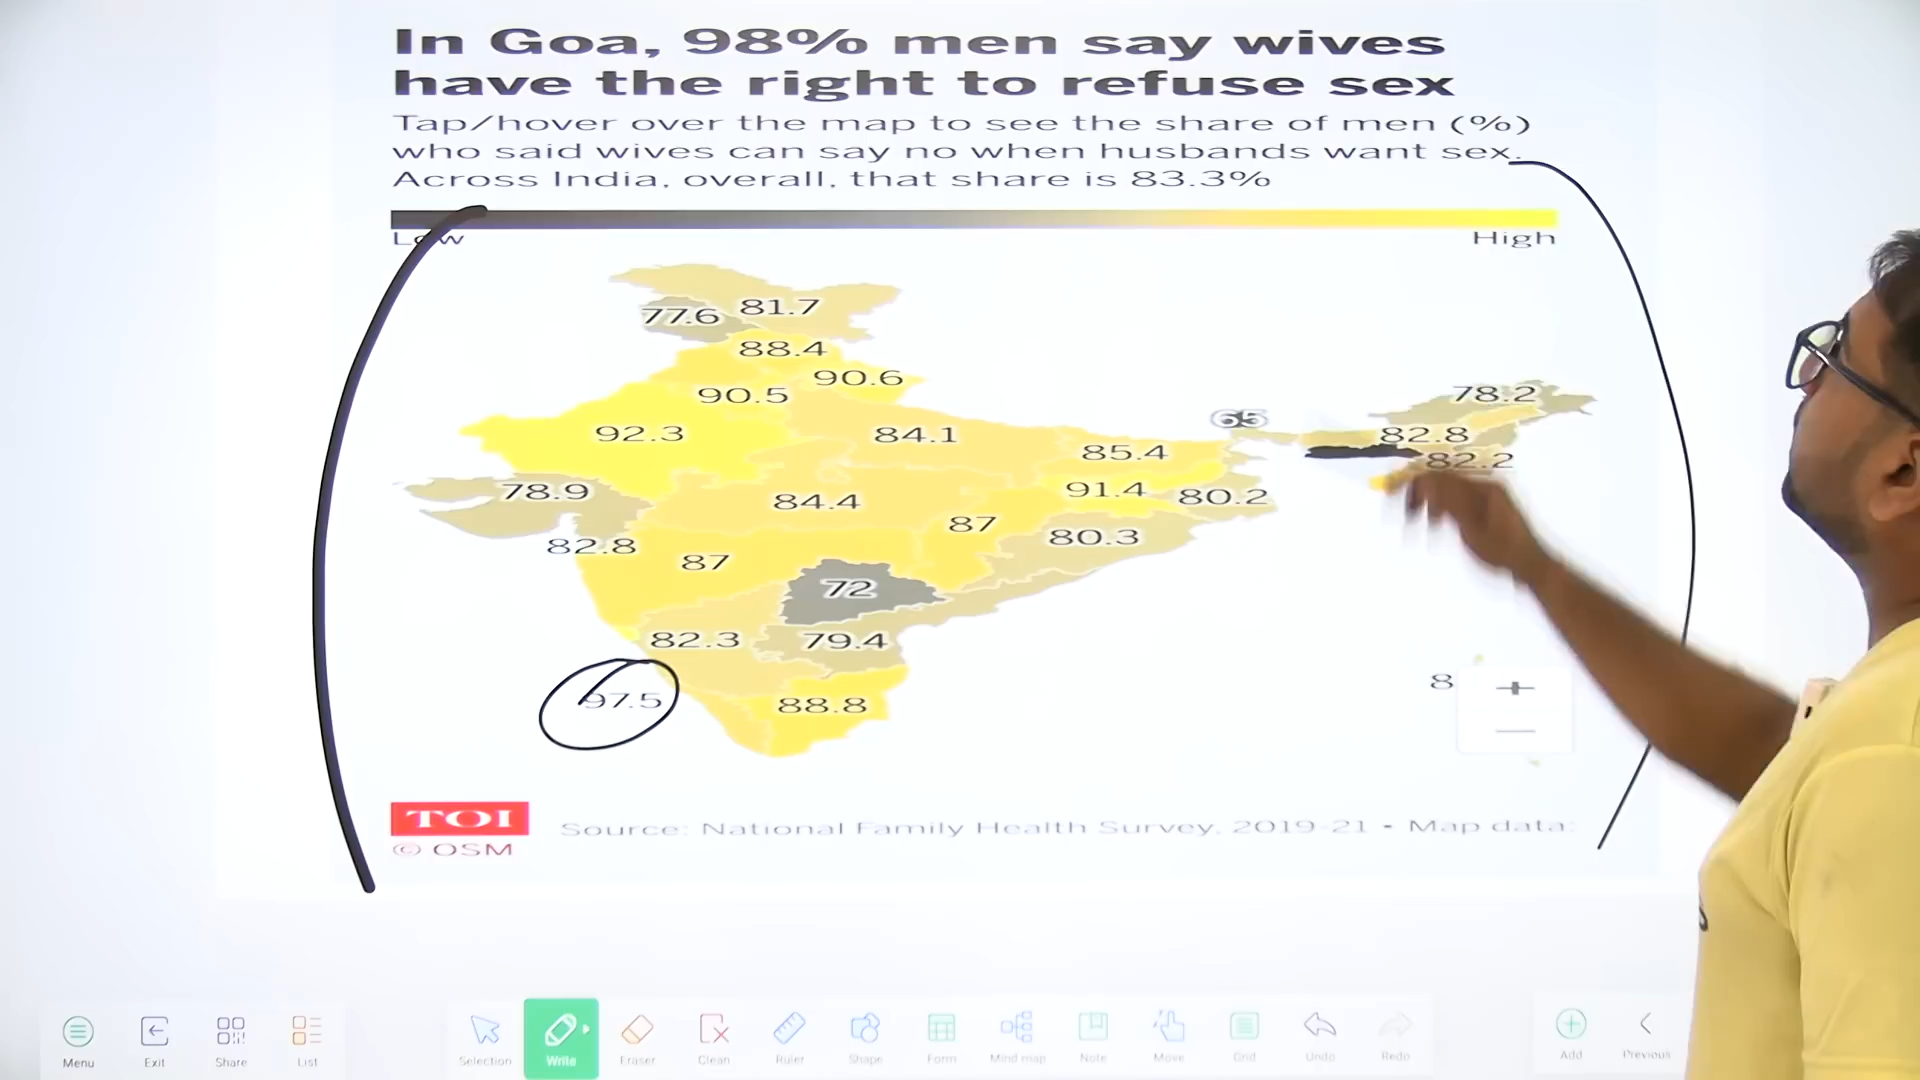 In Goa, 98% men say wives
have the right to refuse sex
Tap/hover over the map to see the share of men (%)
who said wives can say no when husbands want sex.
Across India, overall, that share is 83.3%
Low
High
77.6
81.7
88.4
90.6
90.5
92.3
84.1
65
78.2
82.8
82.2
85.4
78.9
84.4
91.4
80.2
87
80.3
82.8
87
72
82.3
79.4
97.5
88.8
8
+
—
TOI
Source: National Family Health Survey, 2019-21 • Map data:
© OSM
Menu
Exit
Share
List
Selection
Write
Eraser
Clean
Ruler
Shape
Form
Mind map
Note
Move
Grid
Undo
Redo
Add
Previous